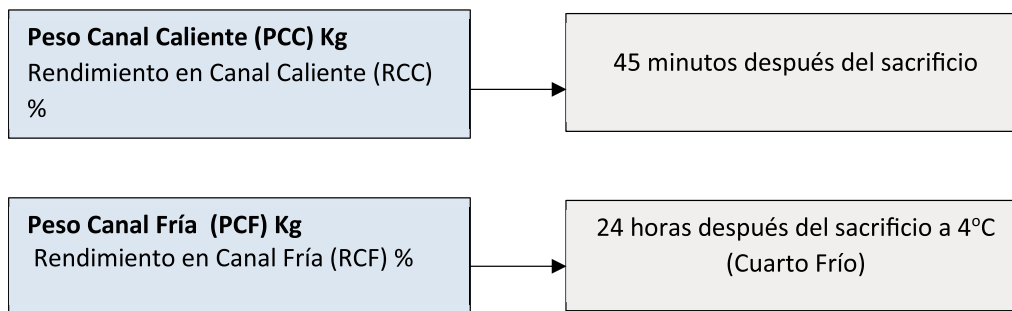 Peso Canal Caliente (PCC) Kg
Rendimiento en Canal Caliente (RCC)
%
45 minutos después del sacrificio
Peso Canal Fría (PCF) Kg
Rendimiento en Canal Fría (RCF) %
24 horas después del sacrificio a 4ºC
(Cuarto Frío)